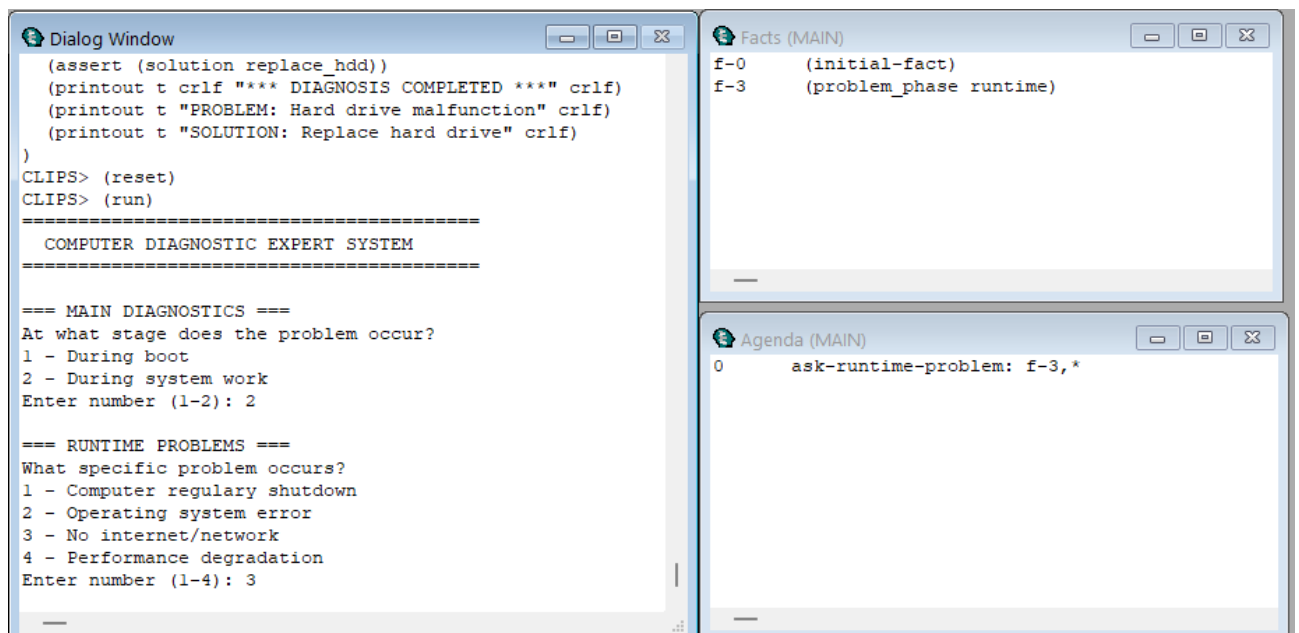 Dialog Window
(assert (solution replace_hdd))
(printout t crlf "*** DIAGNOSIS COMPLETED ***" crlf)
(printout t "PROBLEM: Hard drive malfunction" crlf)
(printout t "SOLUTION: Replace hard drive" crlf)
)
CLIPS> (reset)
CLIPS> (run)
=========================================
COMPUTER DIAGNOSTIC EXPERT SYSTEM
=========================================
=== MAIN DIAGNOSTICS ===
At what stage does the problem occur?
1 - During boot
2 - During system work
Enter number (1-2): 2
=== RUNTIME PROBLEMS ===
What specific problem occurs?
1 - Computer regulary shutdown
2 - Operating system error
3 - No internet/network
4 - Performance degradation
Enter number (1-4): 3
Facts (MAIN)
f-0 (initial-fact)
f-3 (problem_phase runtime)
Agenda (MAIN)
0 ask-runtime-problem: f-3,*